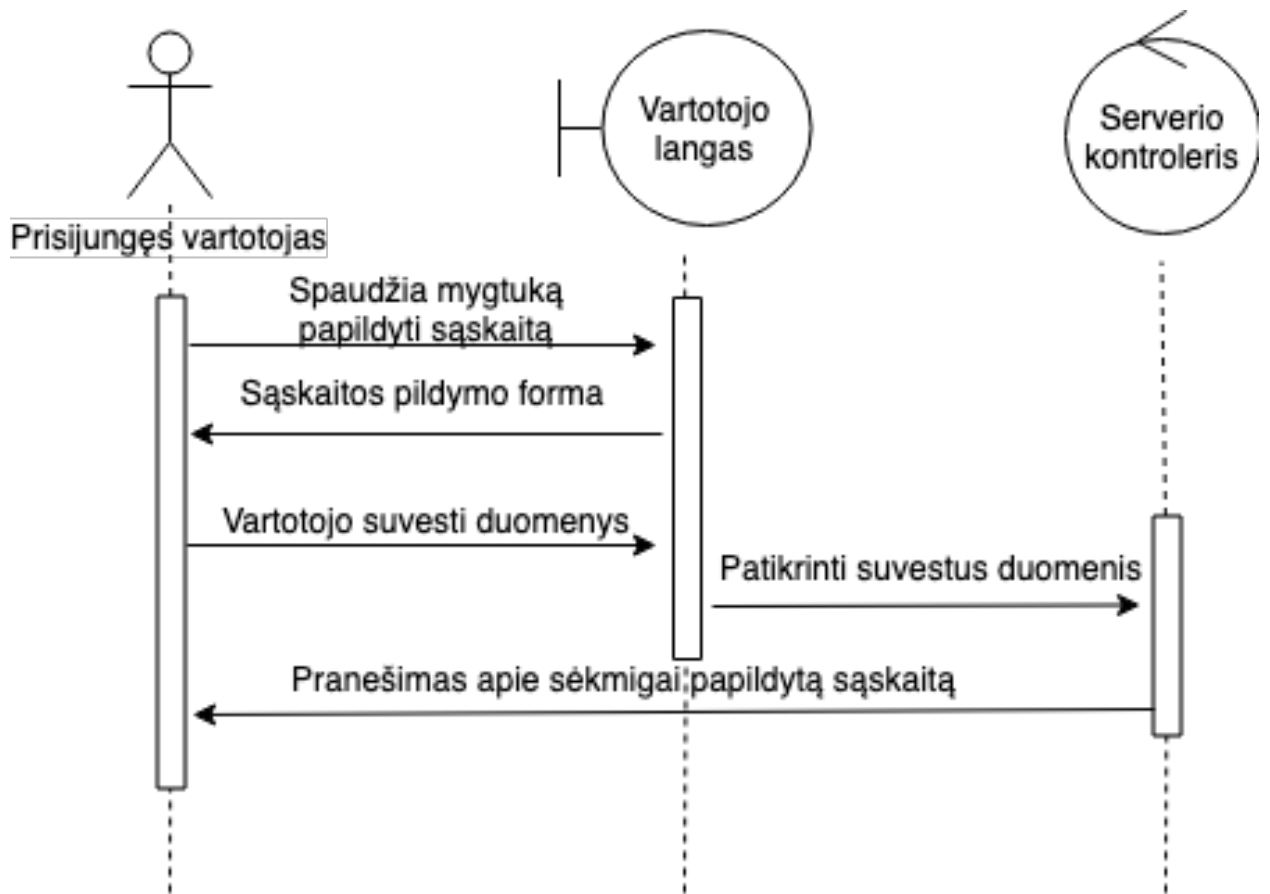 Vartotojo
langas
Serverio
kontroleris
Prisijungęs vartotojas
Spaudžia mygtuką
papildyti sąskaitą
Sąskaitos pildymo forma
Vartotojo suvesti duomenys
Patikrinti suvestus duomenis
Pranešimas apie sėkmigai papildytą sąskaitą